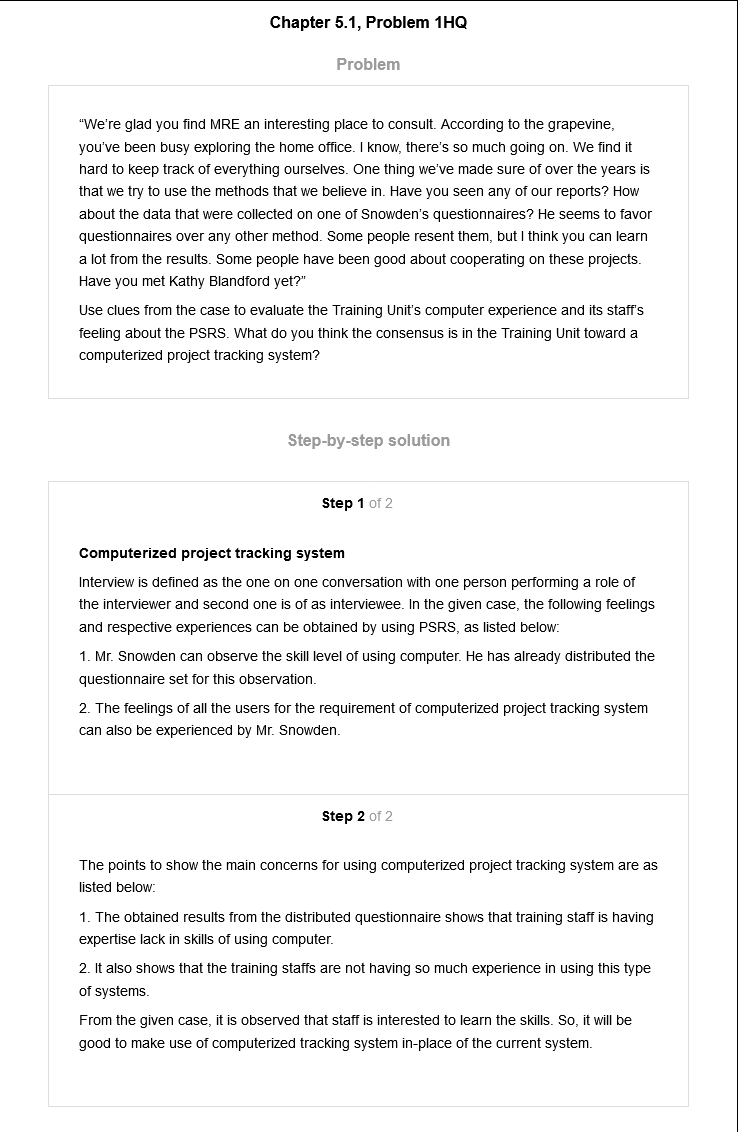 Chapter 5.1, Problem 1HQ
Problem
“We’re glad you find MRE an interesting place to consult. According to the grapevine,
you’ve been busy exploring the home office. I know, there’s so much going on. We find it
hard to keep track of everything ourselves. One thing we’ve made sure of over the years is
that we try to use the methods that we believe in. Have you seen any of our reports? How
about the data that were collected on one of Snowden’s questionnaires? He seems to favor
questionnaires over any other method. Some people resent them, but I think you can learn
a lot from the results. Some people have been good about cooperating on these projects.
Have you met Kathy Blandford yet?”
Use clues from the case to evaluate the Training Unit’s computer experience and its staff’s
feeling about the PSRS. What do you think the consensus is in the Training Unit toward a
computerized project tracking system?
Step-by-step solution
Step 1 of 2
Computerized project tracking system
Interview is defined as the one on one conversation with one person performing a role of
the interviewer and second one is of as interviewee. In the given case, the following feelings
and respective experiences can be obtained by using PSRS, as listed below:
1. Mr. Snowden can observe the skill level of using computer. He has already distributed the
questionnaire set for this observation.
2. The feelings of all the users for the requirement of computerized project tracking system
can also be experienced by Mr. Snowden.
Step 2 of 2
The points to show the main concerns for using computerized project tracking system are as
listed below:
1. The obtained results from the distributed questionnaire shows that training staff is having
expertise lack in skills of using computer.
2. It also shows that the training staffs are not having so much experience in using this type
of systems.
From the given case, it is observed that staff is interested to learn the skills. So, it will be
good to make use of computerized tracking system in-place of the current system.